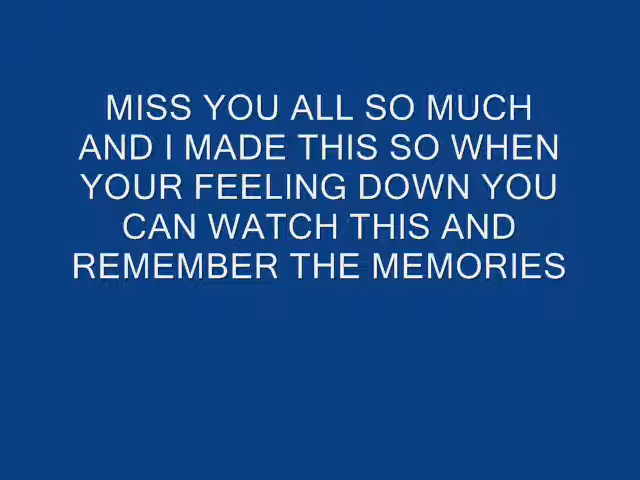 MISS YOU ALL SO MUCH
AND I MADE THIS SO WHEN
YOUR FEELING DOWN YOU
CAN WATCH THIS AND
REMEMBER THE MEMORIES